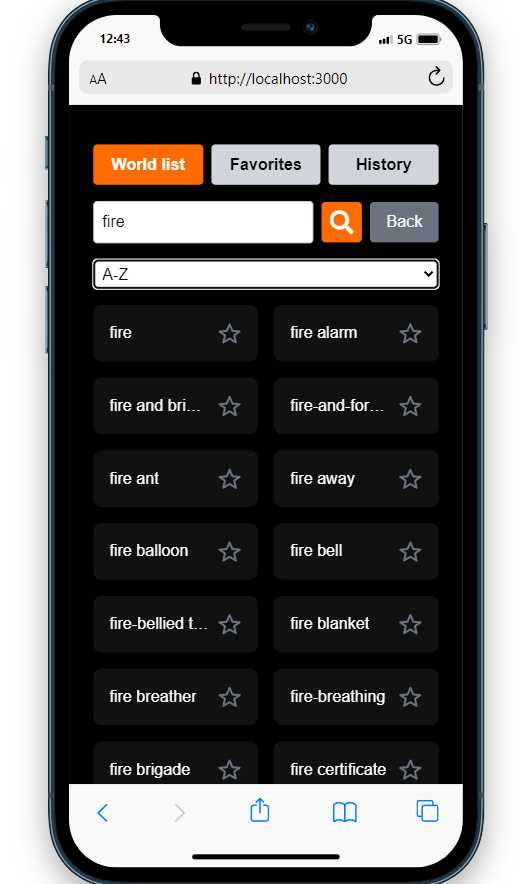 12:43 5G
AA http://localhost:3000
World list Favorites History
fire Back
A-Z
fire fire alarm
fire and bri... fire-and-for...
fire ant fire away
fire balloon fire bell
fire-bellied t... fire blanket
fire breather fire-breathing
fire brigade fire certificate